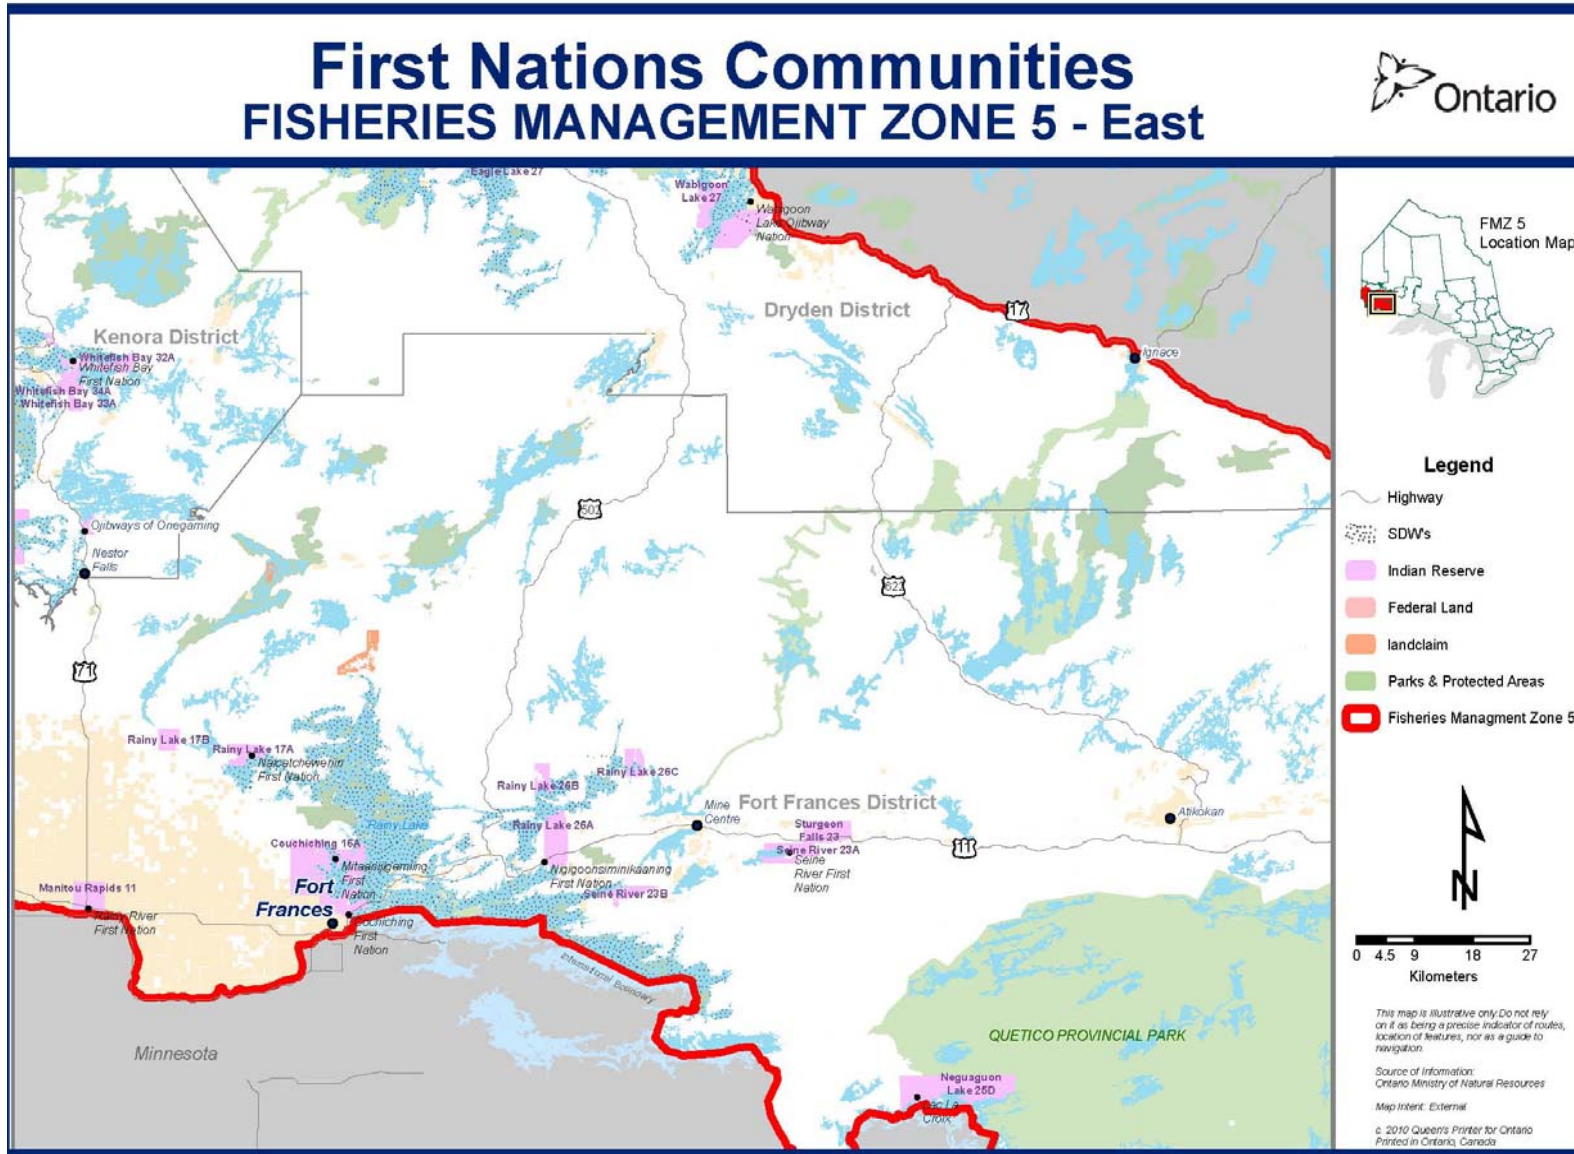 First Nations Communities
FISHERIES MANAGEMENT ZONE 5 - East
Ontario
Eagle Lake 27
Wabigoon
Lake 27
Wabigoon
Lake Ojibway
Nation
Dryden District
17
Ignace
Kenora District
Whitefish Bay 32A
Whitefish Bay
First Nation
Whitefish Bay 34A
Whitefish Bay 33A
502
Ojibways of Onegaming
Nestor
Falls
622
71
Rainy Lake 17B
Rainy Lake 17A
Naicatchewenin
First Nation
Rainy Lake 26C
Rainy Lake 26B
Mine
Centre
Fort Frances District
Atikokan
Rainy Lake
Rainy Lake 26A
Sturgeon
Falls 23
Seine River 23A
Seine
River First
Nation
11
Couchiching 16A
Mitaanjigamiing
First
Nation
Nigigoonsiminikaaning
First Nation
Seine River 23B
Manitou Rapids 11
Rainy River
First Nation
Fort
Frances
Couchiching
First
Nation
International Boundary
Minnesota
QUETICO PROVINCIAL PARK
Neguaguon
Lake 25D
Lac La
Croix
FMZ 5
Location Map
Legend
Highway
SDW's
Indian Reserve
Federal Land
landclaim
Parks & Protected Areas
Fisheries Managment Zone 5
N
0 4.5 9 18 27
Kilometers
This map is illustrative only.Do not rely
on it as being a precise indicator of routes,
location of features, nor as a guide to
navigation.
Source of Information:
Ontario Ministry of Natural Resources
Map Intent: External
c. 2010 Queen's Printer for Ontario
Printed in Ontario, Canada